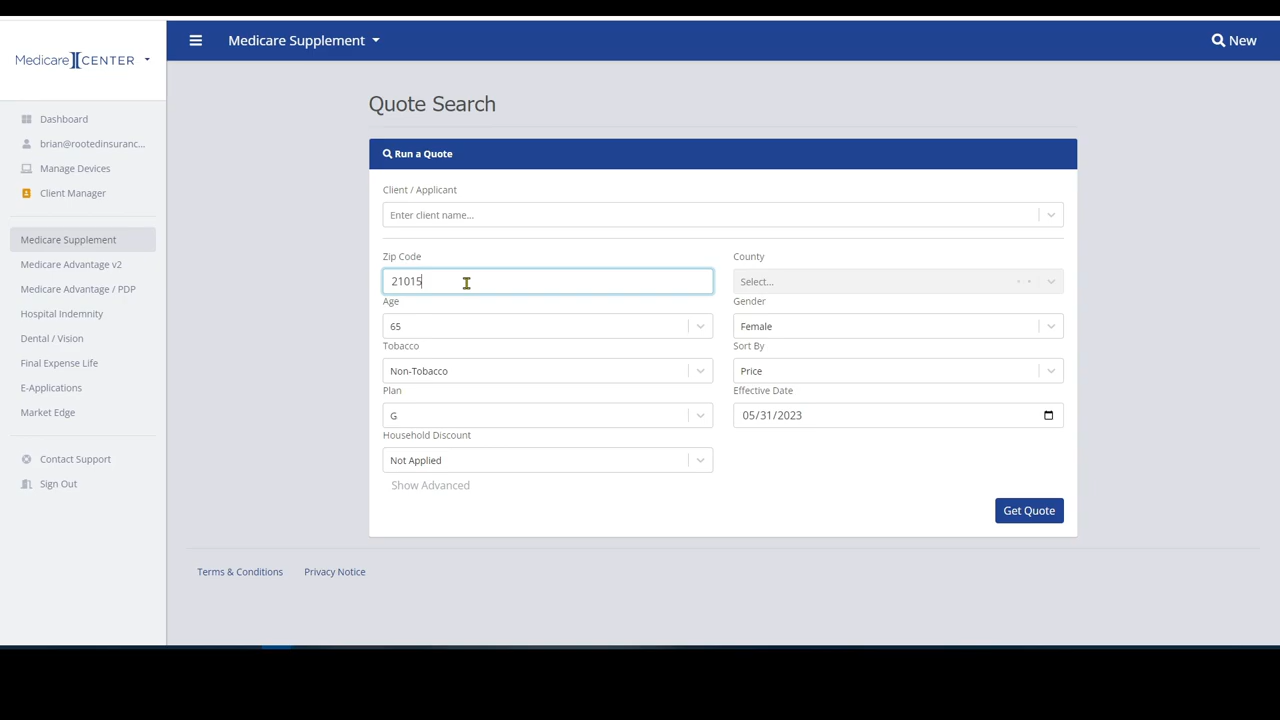 Medicare CENTER
Dashboard
brian@rootedinsuranc...
Manage Devices
Client Manager
Medicare Supplement
Medicare Advantage v2
Medicare Advantage / PDP
Hospital Indemnity
Dental / Vision
Final Expense Life
E-Applications
Market Edge
Contact Support
Sign Out
Medicare Supplement
New
Quote Search
Run a Quote
Client / Applicant
Enter client name...
Zip Code County
21015 Select...
Age Gender
65 Female
Tobacco Sort By
Non-Tobacco Price
Plan Effective Date
G 05/31/2023
Household Discount
Not Applied
Show Advanced
Get Quote
Terms & Conditions Privacy Notice